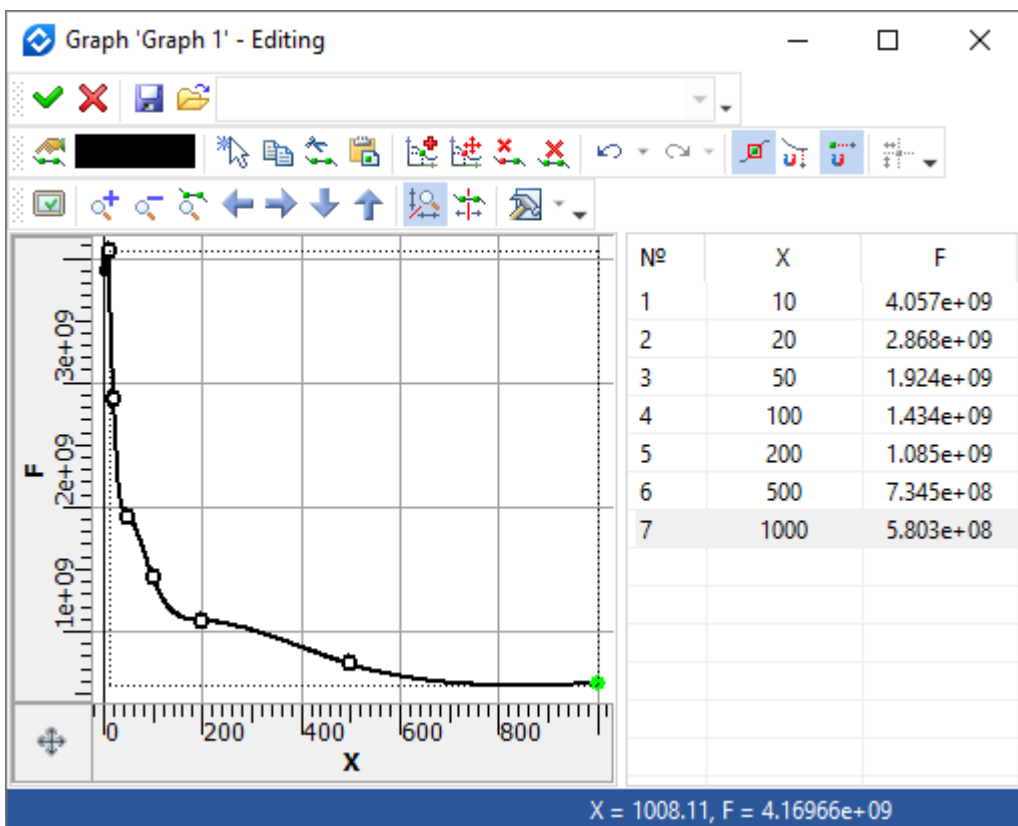 Graph 'Graph 1' - Editing
Nº X F
1 10 4.057e+09
2 20 2.868e+09
3 50 1.924e+09
4 100 1.434e+09
5 200 1.085e+09
6 500 7.345e+08
7 1000 5.803e+08
3e+09
2e+09
1e+09
F
0 200 400 600 800
X
X = 1008.11, F = 4.16966e+09